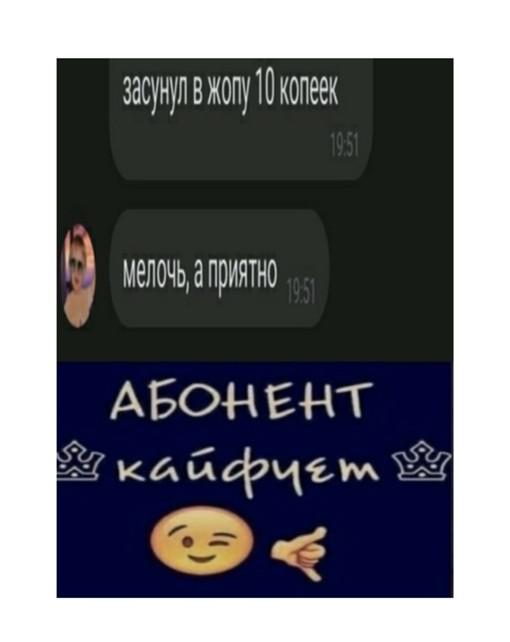 засунул в жопу 10 копеек
19:51
мелочь, а приятно
19:51
АБОНЕНТ
кайфует